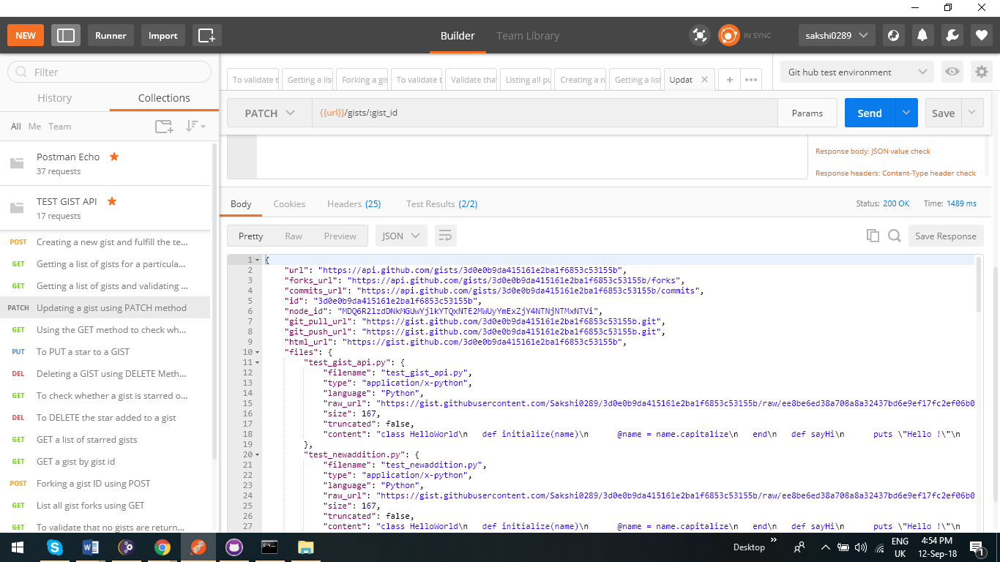 NEW Runner Import Builder Team Library IN SYNC sakshi0289
Filter
History Collections
All Me Team
Postman Echo
37 requests
TEST GIST API
17 requests
POST Creating a new gist and fulfill the te...
GET Getting a list of gists for a particula...
GET Getting a list of gists and validating ...
PATCH Updating a gist using PATCH method
GET Using the GET method to check wh...
PUT To PUT a star to a GIST
DEL Deleting a GIST using DELETE Meth...
GET To check whether a gist is starred o...
DEL To DELETE the star added to a gist
GET GET a list of starred gists
GET GET a gist by gist id
POST Forking a gist ID using POST
GET List all gist forks using GET
GET To validate that no gists are return...
To validate t Getting a lis Forking a gis To validate t Validate that Listing all pu Creating a n Getting a list Updat × + •••
Git hub test environment
PATCH {{url}}/gists/:gist_id Params Send Save
Response body: JSON value check
Response headers: Content-Type header check
Body Cookies Headers (25) Test Results (2/2) Status: 200 OK Time: 1489 ms
Pretty Raw Preview JSON Save Response
1 {
2 "url": "https://api.github.com/gists/3d0e0b9da415161e2ba1f6853c53155b",
3 "forks_url": "https://api.github.com/gists/3d0e0b9da415161e2ba1f6853c53155b/forks",
4 "commits_url": "https://api.github.com/gists/3d0e0b9da415161e2ba1f6853c53155b/commits",
5 "id": "3d0e0b9da415161e2ba1f6853c53155b",
6 "node_id": "MDQ6R2lzdDNkMGUwYjlkYTQxNTE2MWUyYmExZjY4NTNjNTMxNTVi",
7 "git_pull_url": "https://gist.github.com/3d0e0b9da415161e2ba1f6853c53155b.git",
8 "git_push_url": "https://gist.github.com/3d0e0b9da415161e2ba1f6853c53155b.git",
9 "html_url": "https://gist.github.com/3d0e0b9da415161e2ba1f6853c53155b",
10 "files": {
11 "test_gist_api.py": {
12 "filename": "test_gist_api.py",
13 "type": "application/x-python",
14 "language": "Python",
15 "raw_url": "https://gist.githubusercontent.com/Sakshi0289/3d0e0b9da415161e2ba1f6853c53155b/raw/ee8be6ed38a708a8a32437bd6e9ef17fc2ef06b0
16 "size": 167,
17 "truncated": false,
18 "content": "class HelloWorld\n   def initialize(name)\n      @name = name.capitalize\n   end\n   def sayHi\n      puts \"Hello !\"\n
19 },
20 "test_newaddition.py": {
21 "filename": "test_newaddition.py",
22 "type": "application/x-python",
23 "language": "Python",
24 "raw_url": "https://gist.githubusercontent.com/Sakshi0289/3d0e0b9da415161e2ba1f6853c53155b/raw/ee8be6ed38a708a8a32437bd6e9ef17fc2ef06b0
25 "size": 167,
26 "truncated": false,
27 "content": "class HelloWorld\n   def initialize(name)\n      @name = name.capitalize\n   end\n   def sayHi\n      puts \"Hello !\"\n
Desktop ENG 4:54 PM
UK 12-Sep-18 1